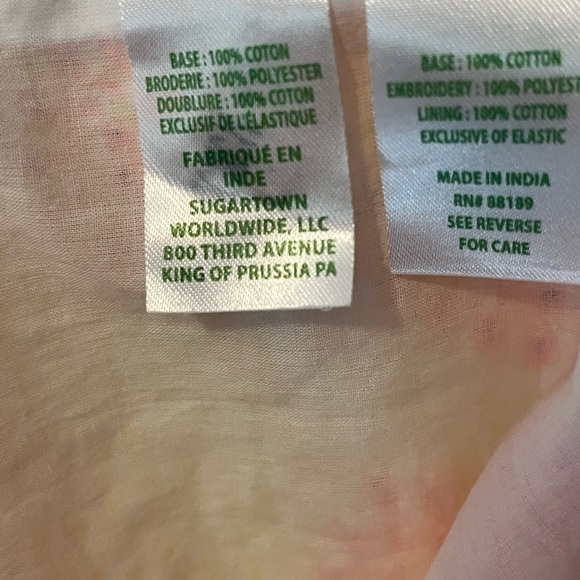 BASE : 100% COTON
BRODERIE : 100% POLYESTER
DOUBLURE : 100% COTON
EXCLUSIF DE L'ÉLASTIQUE
FABRIQUÉ EN
INDE
SUGARTOWN
WORLDWIDE, LLC
800 THIRD AVENUE
KING OF PRUSSIA PA
BASE : 100% COTTON
EMBROIDERY : 100% POLYEST
LINING : 100% COTTON
EXCLUSIVE OF ELASTIC
MADE IN INDIA
RN# 88189
SEE REVERSE
FOR CARE